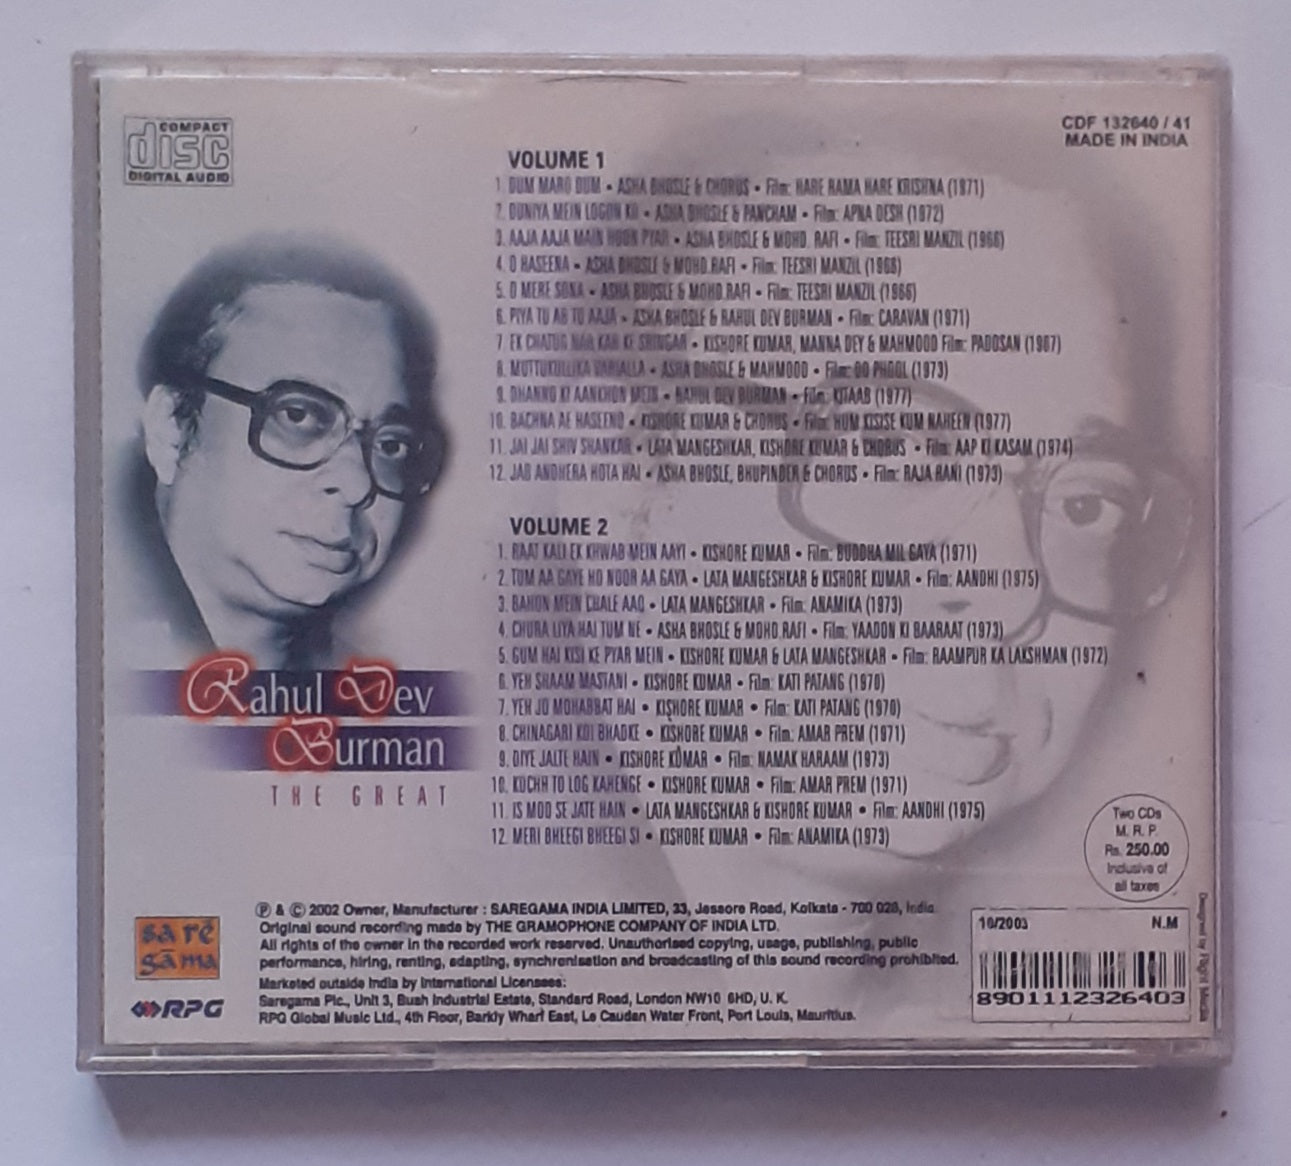 COMPACT
disc
DIGITAL AUDIO
CDF 132640 / 41
MADE IN INDIA
VOLUME 1
1. DUM MARO DUM • ASHA BHOSLE & CHORUS • Film: HARE RAMA HARE KRISHNA (1971)
2. DUNIYA MEIN LOGON KO • ASHA BHOSLE & PANCHAM • Film: APNA DESH (1972)
3. AAJA AAJA MAIN HOON PYAR • ASHA BHOSLE & MOHD. RAFI • Film: TEESRI MANZIL (1966)
4. O HASEENA • ASHA BHOSLE & MOHD.RAFI • Film: TEESRI MANZIL (1966)
5. O MERE SONA • ASHA BHOSLE & MOHD.RAFI • Film: TEESRI MANZIL (1966)
6. PIYA TU AB TO AAJA • ASHA BHOSLE & RAHUL DEV BURMAN • Film: CARAVAN (1971)
7. EK CHATUG NAR KAR KE SRINGAR • KISHORE KUMAR, MANNA DEY & MAHMOOD Film: PADOSAN (1967)
8. MUTTUKULLIKA VARIALLA • ASHA BHOSLE & MAHMOOD • Film: DO PHOOL (1973)
9. DHANNO KI AANKHON MEIN • RAHUL DEV BURMAN • Film: KITAAB (1977)
10. BACHNA AE HASEENO • KISHORE KUMAR & CHORUS • Film: HUM KISISE KUM NAHEEN (1977)
11. JAI JAI SHIV SHANKAR • LATA MANGESHKAR, KISHORE KUMAR & CHORUS • Film: AAP KI KASAM (1974)
12. JAB ANDHERA HOTA HAI • ASHA BHOSLE, BHUPINDER & CHORUS • Film: RAJA RANI (1973)
VOLUME 2
1. RAAT KALI EK KHWAB MEIN AAYI • KISHORE KUMAR • Film: BUDDHA MIL GAYA (1971)
2. TUM AA GAYE HO NOOR AA GAYA • LATA MANGESHKAR & KISHORE KUMAR • Film: AANDHI (1975)
3. BAHON MEIN CHALE AAO • LATA MANGESHKAR • Film: ANAMIKA (1973)
4. CHURA LIYA HAI TUM NE • ASHA BHOSLE & MOHD.RAFI • Film: YAADON KI BAARAAT (1973)
5. GUM HAI KISI KE PYAR MEIN • KISHORE KUMAR & LATA MANGESHKAR • Film: RAAMPUR KA LAKSHMAN (1972)
6. YEH SHAAM MASTANI • KISHORE KUMAR • Film: KATI PATANG (1970)
7. YEH JO MOHABBAT HAI • KISHORE KUMAR • Film: KATI PATANG (1970)
8. CHINAGARI KOI BHADKE • KISHORE KUMAR • Film: AMAR PREM (1971)
9. DIYE JALTE HAIN • KISHORE KUMAR • Film: NAMAK HARAAM (1973)
10. KUCHH TO LOG KAHENGE • KISHORE KUMAR • Film: AMAR PREM (1971)
11. IS MOD SE JATE HAIN • LATA MANGESHKAR & KISHORE KUMAR • Film: AANDHI (1975)
12. MERI BHEEGI BHEEGI SI • KISHORE KUMAR • Film: ANAMIKA (1973)
Rahul Dev
Burman
THE GREAT
Two CDs
M. R. P.
Rs. 250.00
Inclusive of
all taxes
℗ & © 2002 Owner, Manufacturer : SAREGAMA INDIA LIMITED, 33, Jessore Road, Kolkata - 700 028, India
Original sound recording made by THE GRAMOPHONE COMPANY OF INDIA LTD.
All rights of the owner in the recorded work reserved. Unauthorised copying, usage, publishing, public
performance, hiring, renting, adapting, synchronisation and broadcasting of this sound recording prohibited.
Marketed outside India by International Licensees:
Saregama Plc., Unit 3, Bush Industrial Estate, Standard Road, London NW10 6HD, U. K.
RPG Global Music Ltd., 4th Floor, Barkly Wharf East, Le Caudan Water Front, Port Louis, Mauritius.
sa rē
gā ma
RPG
10/2003 N.M
8901112326403
Designed by